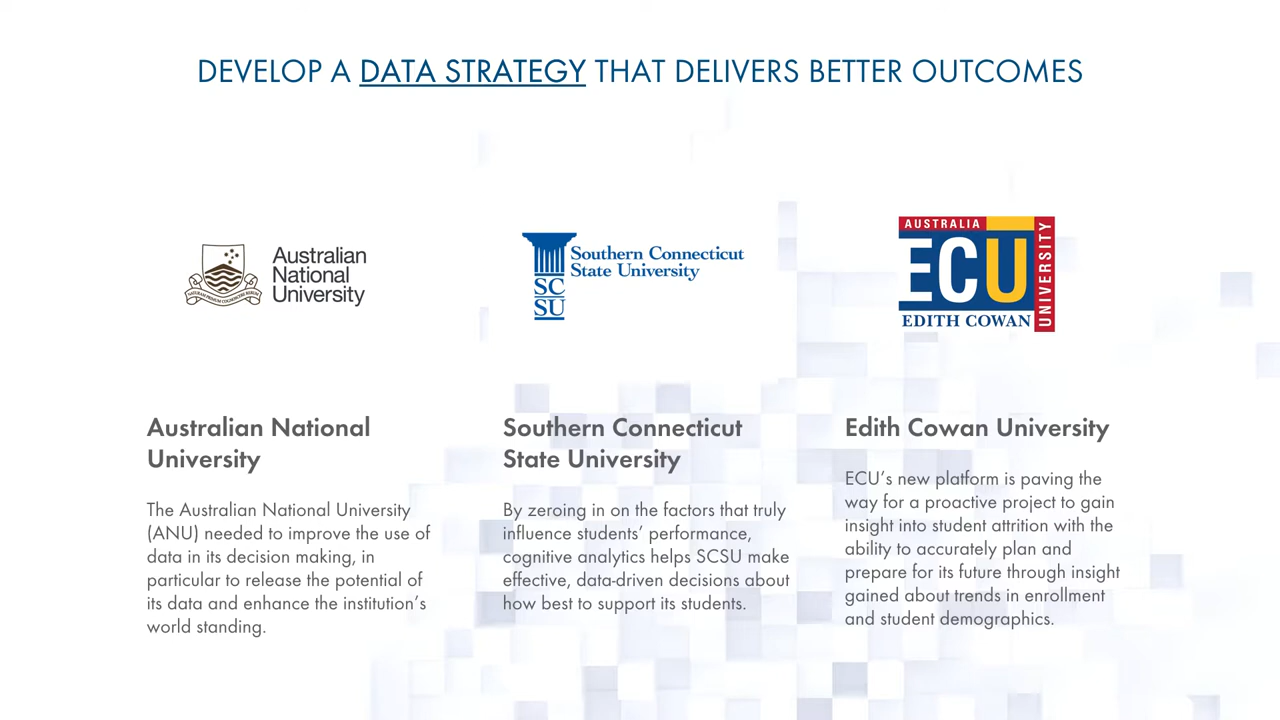 DEVELOP A DATA STRATEGY THAT DELIVERS BETTER OUTCOMES
Australian
National
University
Southern Connecticut
State University
SC
SU
AUSTRALIA
ECU
UNIVERSITY
EDITH COWAN
Australian National
University
The Australian National University
(ANU) needed to improve the use of
data in its decision making, in
particular to release the potential of
its data and enhance the institution’s
world standing.
Southern Connecticut
State University
By zeroing in on the factors that truly
influence students’ performance,
cognitive analytics helps SCSU make
effective, data-driven decisions about
how best to support its students.
Edith Cowan University
ECU’s new platform is paving the
way for a proactive project to gain
insight into student attrition with the
ability to accurately plan and
prepare for its future through insight
gained about trends in enrollment
and student demographics.